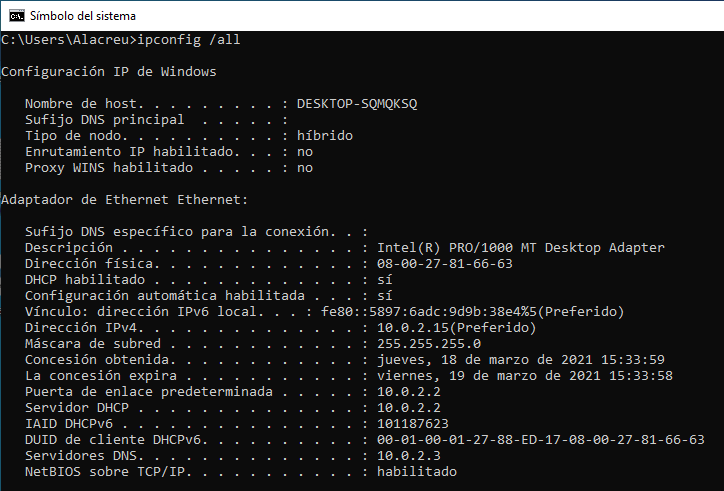 Símbolo del sistema
C:\Users\Alacreu>ipconfig /all
Configuración IP de Windows
Nombre de host. . . . . . . . . : DESKTOP-SQMQKSQ
Sufijo DNS principal  . . . . . :
Tipo de nodo. . . . . . . . . . : híbrido
Enrutamiento IP habilitado. . . : no
Proxy WINS habilitado . . . . . : no
Adaptador de Ethernet Ethernet:
Sufijo DNS específico para la conexión. . :
Descripción . . . . . . . . . . . . . . . : Intel(R) PRO/1000 MT Desktop Adapter
Dirección física. . . . . . . . . . . . . : 08-00-27-81-66-63
DHCP habilitado . . . . . . . . . . . . . : sí
Configuración automática habilitada . . . : sí
Vínculo: dirección IPv6 local. . . : fe80::5897:6adc:9d9b:38e4%5(Preferido)
Dirección IPv4. . . . . . . . . . . . . . : 10.0.2.15(Preferido)
Máscara de subred . . . . . . . . . . . . : 255.255.255.0
Concesión obtenida. . . . . . . . . . . . : jueves, 18 de marzo de 2021 15:33:59
La concesión expira . . . . . . . . . . . : viernes, 19 de marzo de 2021 15:33:58
Puerta de enlace predeterminada . . . . . : 10.0.2.2
Servidor DHCP . . . . . . . . . . . . . . : 10.0.2.2
IAID DHCPv6 . . . . . . . . . . . . . . . : 101187623
DUID de cliente DHCPv6. . . . . . . . . . : 00-01-00-01-27-88-ED-17-08-00-27-81-66-63
Servidores DNS. . . . . . . . . . . . . . : 10.0.2.3
NetBIOS sobre TCP/IP. . . . . . . . . . . : habilitado